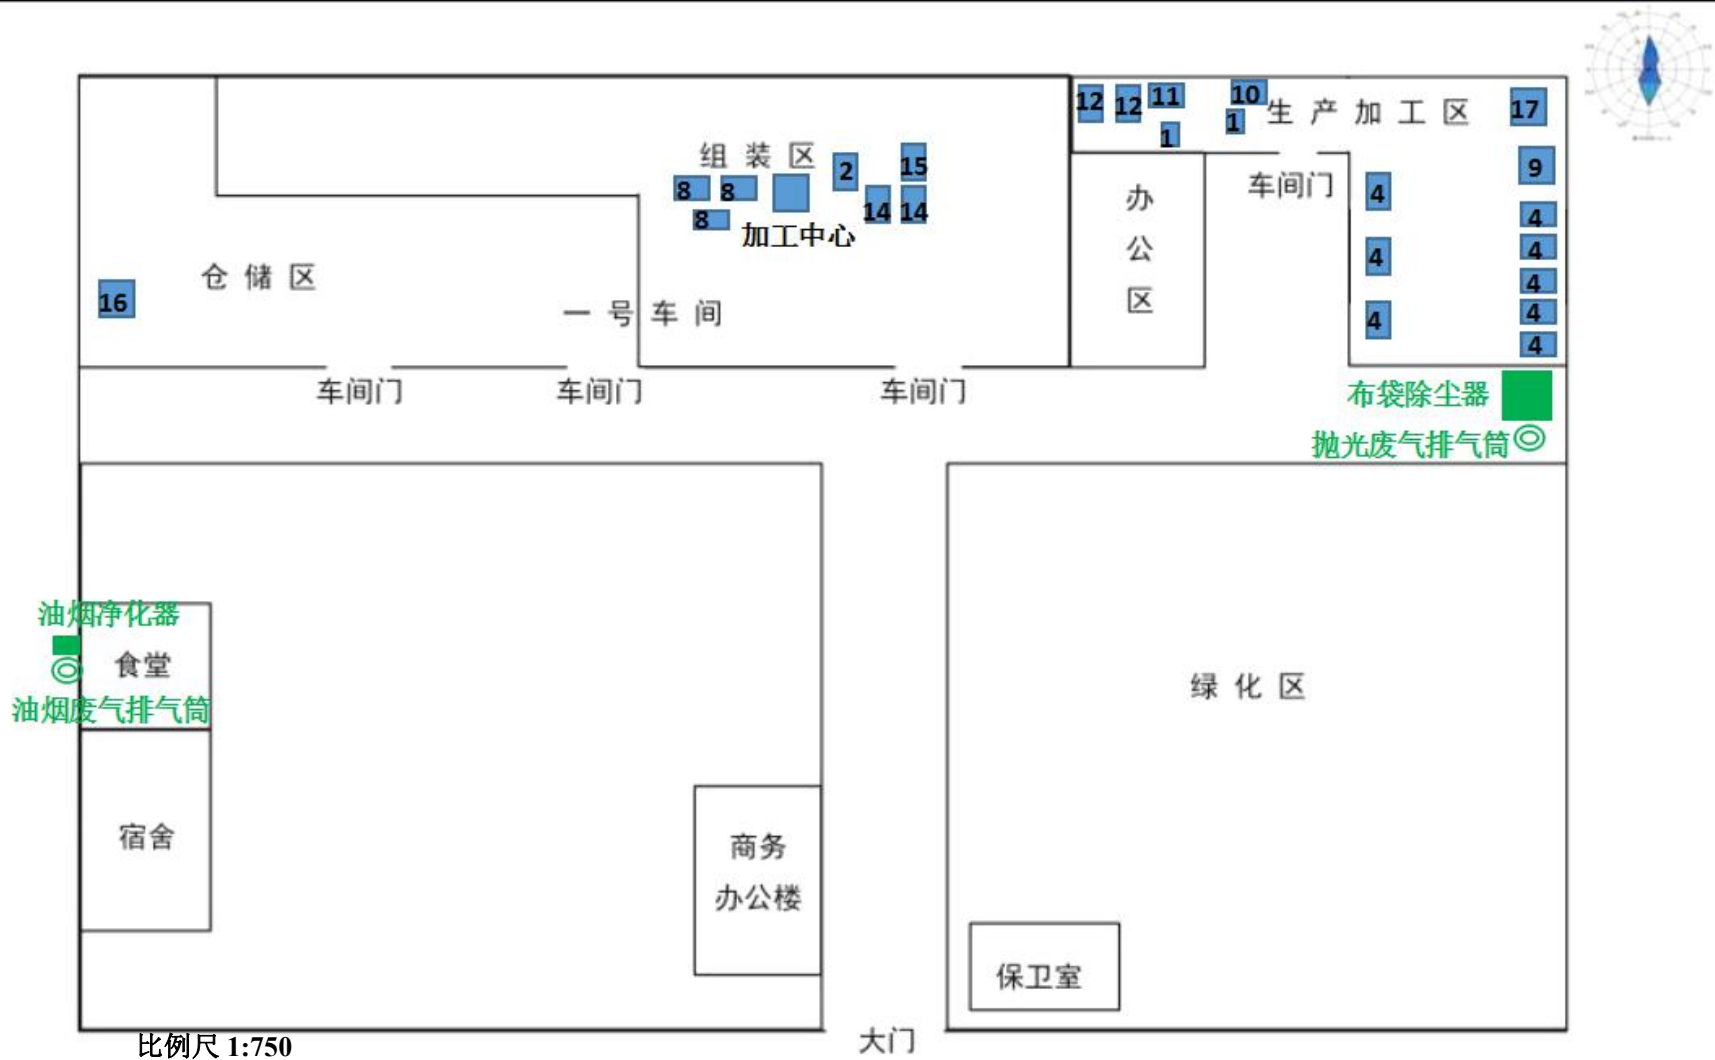 12
12
11
10
1
1
生产加工区
17
组装区
2
15
8
8
8
14
14
加工中心
办公区
车间门
4
4
4
9
4
4
4
4
4
仓储区
16
一号车间
车间门
车间门
车间门
布袋除尘器
抛光废气排气筒
油烟净化器
食堂
油烟废气排气筒
宿舍
商务
办公楼
绿化区
保卫室
大门
比例尺 1:750